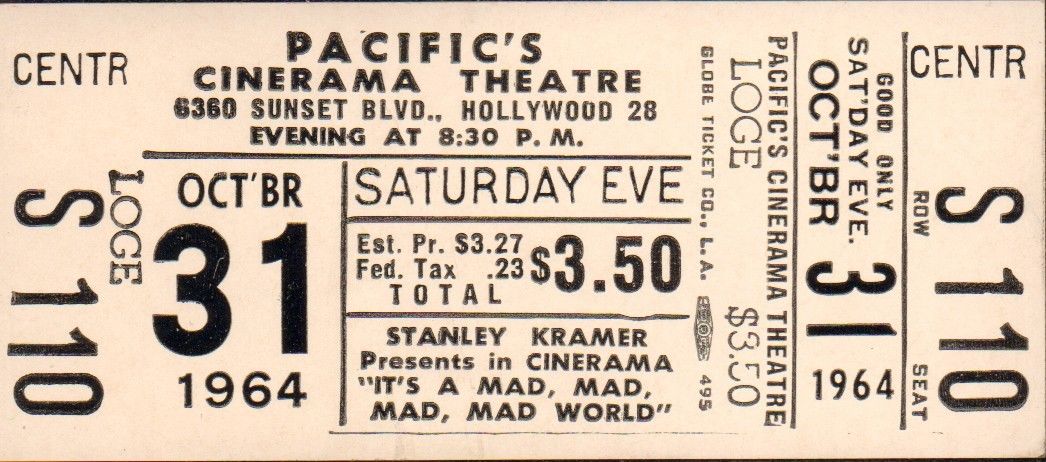 CENTR
S 110
LOGE
PACIFIC'S
CINERAMA THEATRE
6360 SUNSET BLVD., HOLLYWOOD 28
EVENING AT 8:30 P. M.
OCT'BR
31
1964
SATURDAY EVE
Est. Pr. $3.27
Fed. Tax .23
TOTAL
$3.50
STANLEY KRAMER
Presents in CINERAMA
"IT'S A MAD, MAD,
MAD, MAD WORLD"
GLOBE TICKET CO., L. A.
495
LOGE
$3.50
PACIFIC'S CINERAMA THEATRE
GOOD ONLY
SAT'DAY EVE.
OCT'BR
31
1964
CENTR
ROW
S 110
SEAT